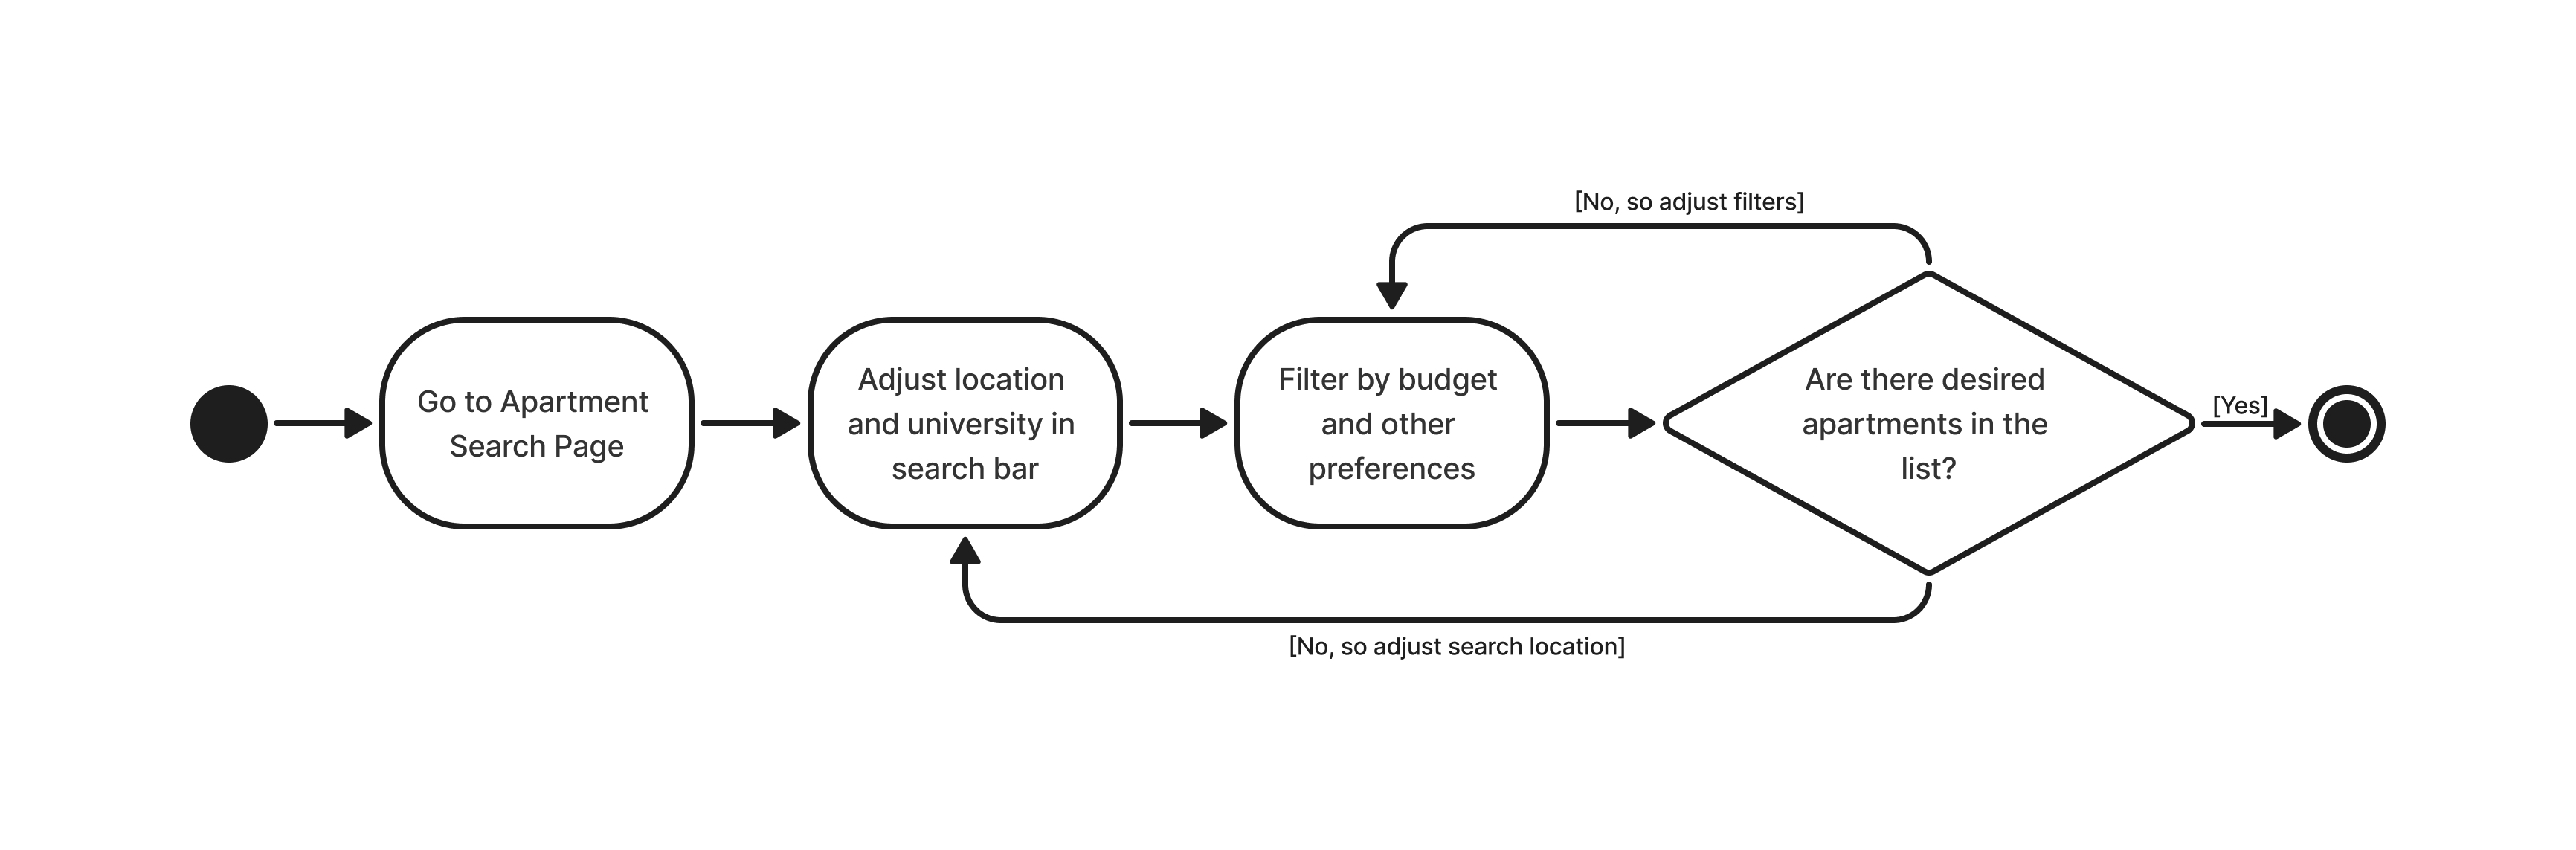 [No, so adjust filters]
Go to Apartment
Search Page
Adjust location
and university in
search bar
Filter by budget
and other
preferences
Are there desired
apartments in the
list?
[Yes]
[No, so adjust search location]